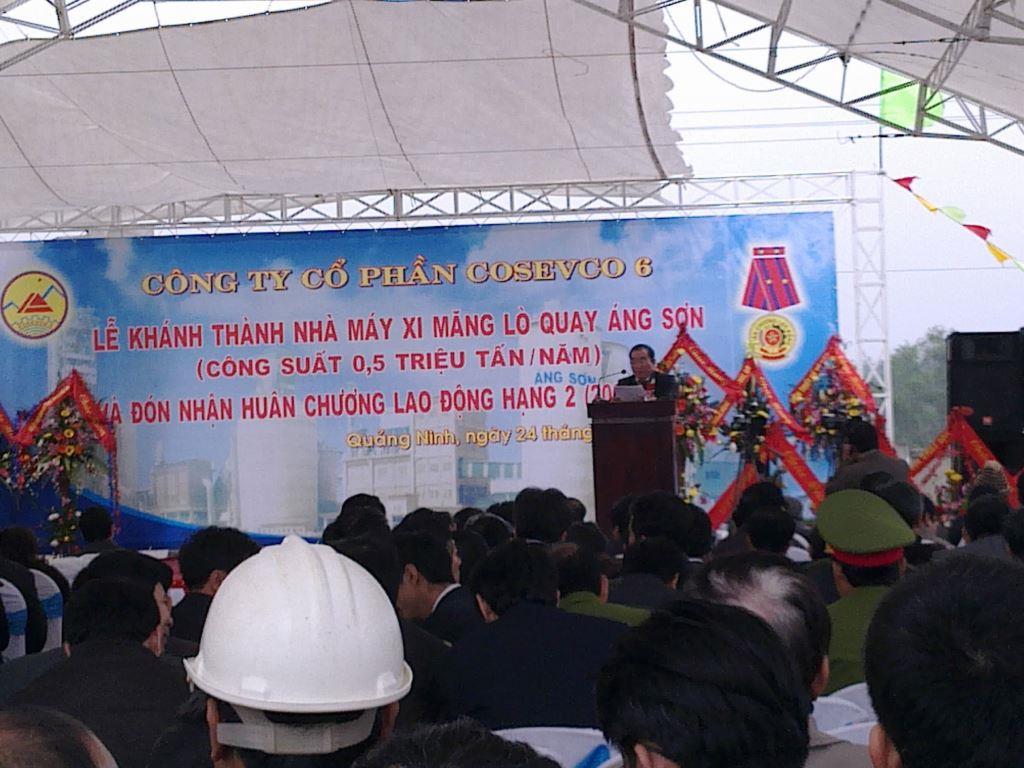 CÔNG TY CỔ PHẦN COSEVCO 6
LỄ KHÁNH THÀNH NHÀ MÁY XI MĂNG LÒ QUAY ÁNG SƠN
(CÔNG SUẤT 0,5 TRIỆU TẤN/NĂM)
ÁNG SƠN
VÀ ĐÓN NHẬN HUÂN CHƯƠNG LAO ĐỘNG HẠNG 2 (20
Quảng Ninh, ngày 24 tháng